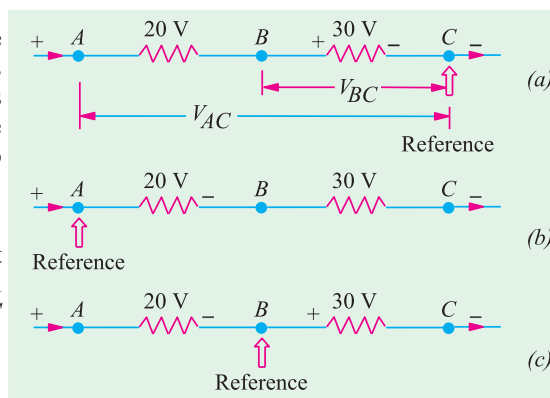 A 20 V B 30 V C
+ + – –
(a)
V_BC
V_AC
Reference
A 20 V B 30 V C
+ – –
(b)
Reference
A 20 V B 30 V C
+ – + –
(c)
Reference